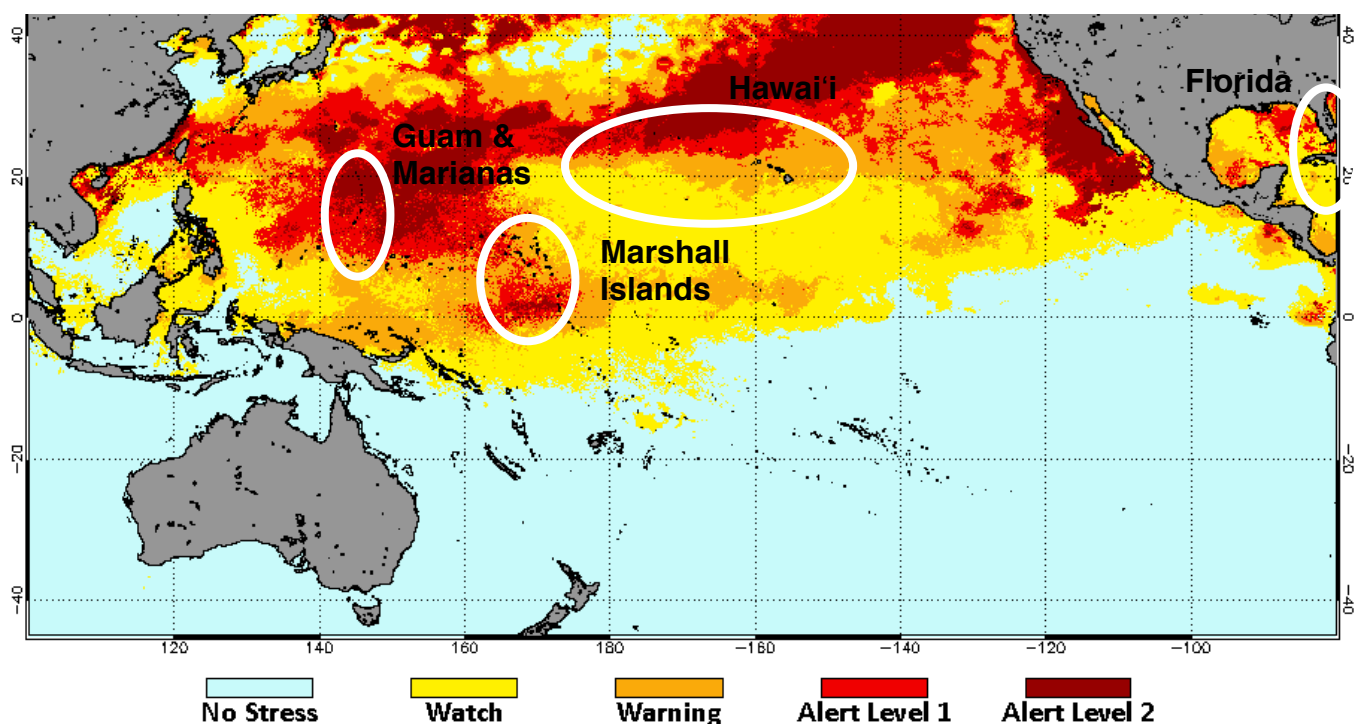 40
40
Hawai‘i
Florida
Guam &
Marianas
20
20
Marshall
Islands
0
0
−20
−20
−40
−40
120
140
160
180
−160
−140
−120
−100
No Stress
Watch
Warning
Alert Level 1
Alert Level 2